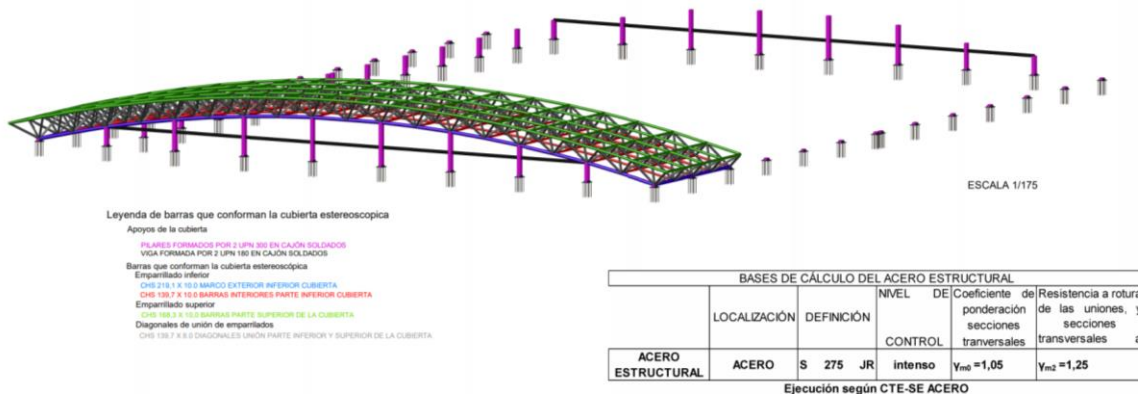 ESCALA 1/175
Leyenda de barras que conforman la cubierta estereoscopica
Apoyos de la cubierta
PILARES FORMADOS POR 2 UPN 300 EN CAJÓN SOLDADOS
VIGA FORMADA POR 2 UPN 180 EN CAJÓN SOLDADOS
Barras que conforman la cubierta estereoscópica
Emparrillado inferior
CHS 219,1 X 10.0 MARCO EXTERIOR INFERIOR CUBIERTA
CHS 139,7 X 10.0 BARRAS INTERIORES PARTE INFERIOR CUBIERTA
Emparrillado superior
CHS 168,3 X 10,0 BARRAS PARTE SUPERIOR DE LA CUBIERTA
Diagonales de unión de emparrilados
CHS 139.7 X 8.0 DIAGONALES UNIÓN PARTE INFERIOR Y SUPERIOR DE LA CUBIERTA
BASES DE CÁLCULO DEL ACERO ESTRUCTURAL
LOCALIZACIÓN DEFINICIÓN NIVEL DE CONTROL Coeficiente de ponderación secciones tranversales Resistencia a rotura de las uniones, y secciones transversales a
ACERO ESTRUCTURAL ACERO S 275 JR intenso γm0 =1,05 γm2 =1,25
Ejecución según CTE-SE ACERO